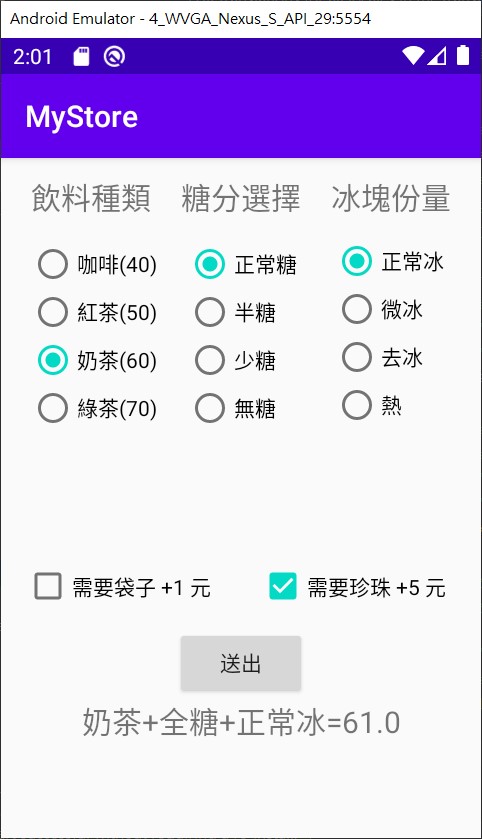 Android Emulator - 4_WVGA_Nexus_S_API_29:5554
2:01
MyStore
飲料種類 糖分選擇 冰塊份量
咖啡(40) 正常糖 正常冰
紅茶(50) 半糖 微冰
奶茶(60) 少糖 去冰
綠茶(70) 無糖 熱
需要袋子 +1 元 需要珍珠 +5 元
送出
奶茶+全糖+正常冰=61.0